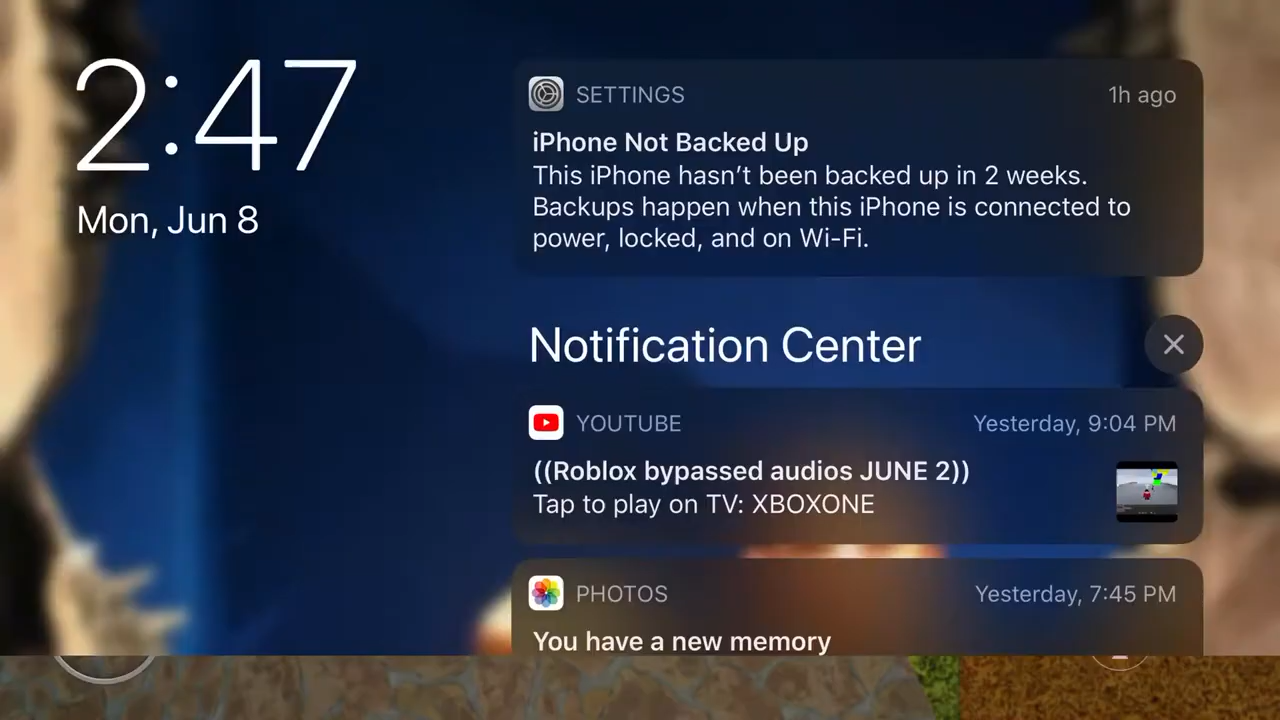 2:47
Mon, Jun 8
SETTINGS
1h ago
iPhone Not Backed Up
This iPhone hasn’t been backed up in 2 weeks.
Backups happen when this iPhone is connected to
power, locked, and on Wi-Fi.
Notification Center
YOUTUBE
Yesterday, 9:04 PM
((Roblox bypassed audios JUNE 2))
Tap to play on TV: XBOXONE
PHOTOS
Yesterday, 7:45 PM
You have a new memory